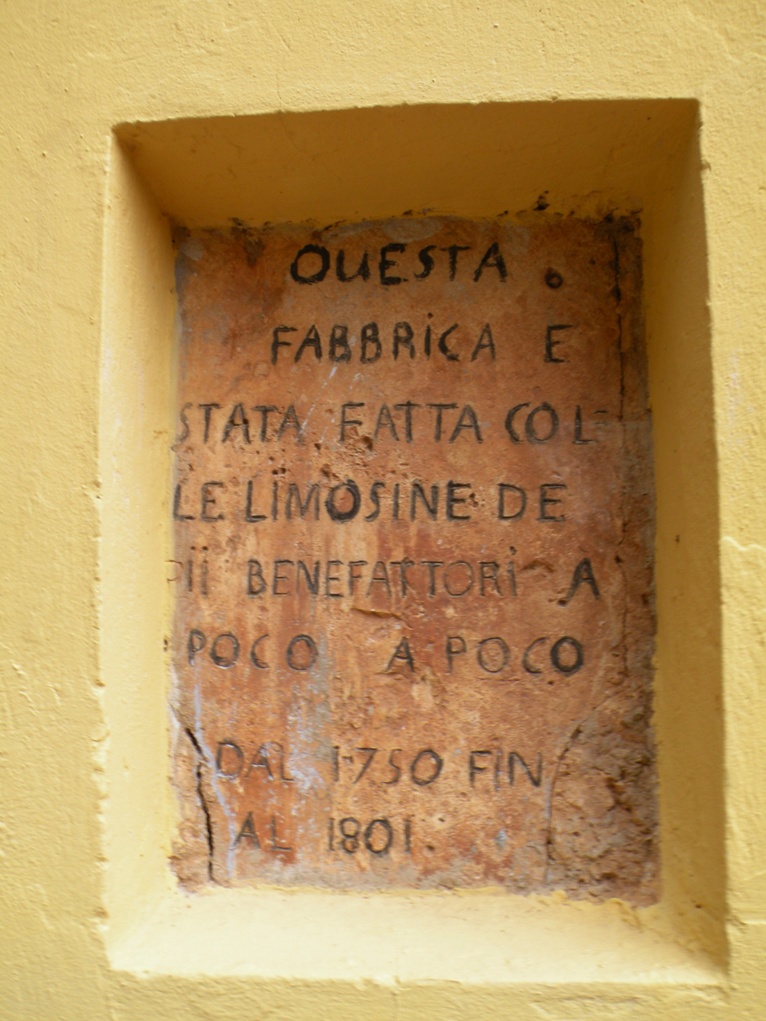 QUESTA
FABBRICA E
STATA FATTA COL-
LE LIMOSINE DE
PII BENEFATTORI A
POCO A POCO
DAL 1750 FIN
AL 1801.